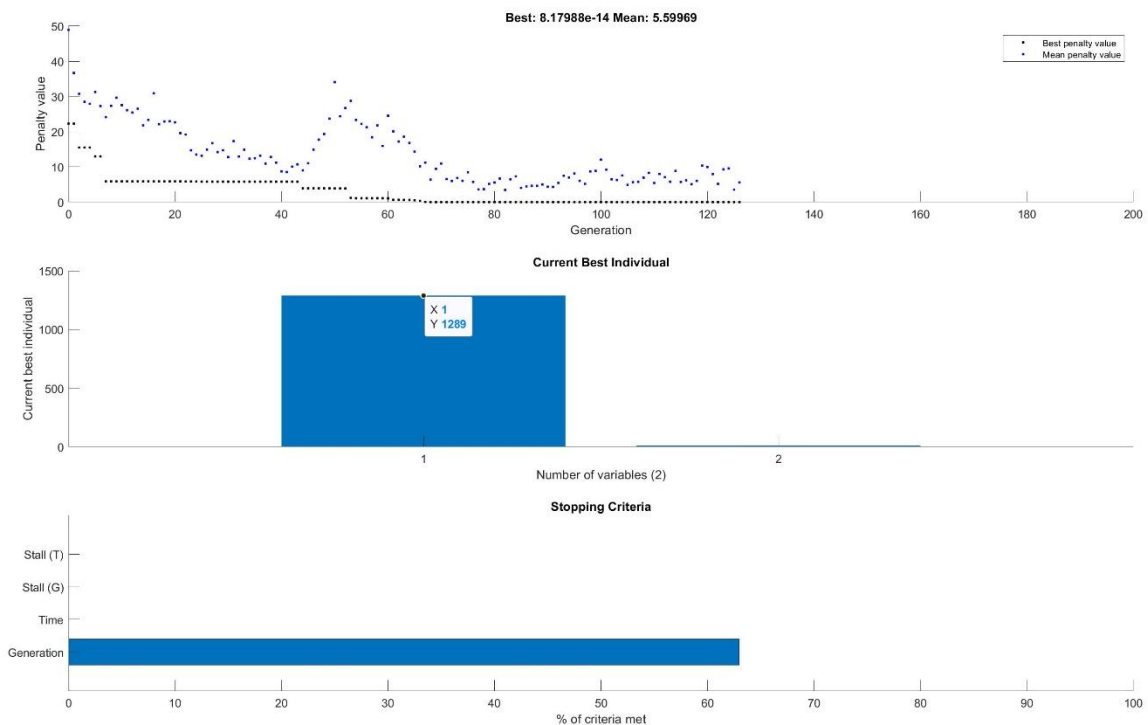 Best: 8.17988e-14 Mean: 5.59969
Best penalty value
Mean penalty value
Penalty value
50
40
30
20
10
0
0 20 40 60 80 100 120 140 160 180 200
Generation
Current Best Individual
Current best individual
1500
1000
500
0
X 1
Y 1289
1 2
Number of variables (2)
Stopping Criteria
Stall (T)
Stall (G)
Time
Generation
0 10 20 30 40 50 60 70 80 90 100
% of criteria met